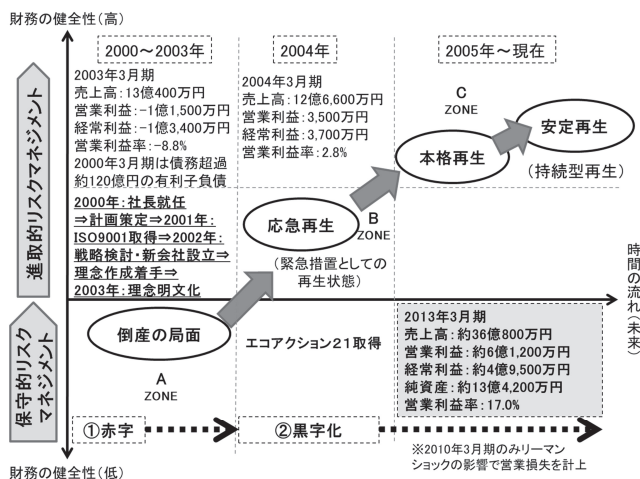 財務の健全性（高）
2000～2003年
2004年
2005年～現在
進取的リスクマネジメント
2003年3月期
売上高：13億400万円
営業利益：-1億1,500万円
経常利益：-1億3,400万円
営業利益率：-8.8%
2000年3月期は債務超過
約120億円の有利子負債
2000年：社長就任
⇒計画策定⇒2001年：
ISO9001取得⇒2002年：
戦略検討・新会社設立⇒
理念作成着手⇒
2003年：理念明文化
2004年3月期
売上高：12億6,600万円
営業利益：3,500万円
経常利益：3,700万円
営業利益率：2.8%
応急再生
（緊急措置としての
再生状態）
B
ZONE
C
ZONE
本格再生
安定再生
（持続型再生）
時間の流れ（未来）
保守的リスク
マネジメント
倒産の局面
A
ZONE
エコアクション21取得
2013年3月期
売上高：約36億800万円
営業利益：約6億1,200万円
経常利益：約4億9,500万円
純資産：約13億4,200万円
営業利益率：17.0%
①赤字
②黒字化
※2010年3月期のみリーマン
ショックの影響で営業損失を計上
財務の健全性（低）